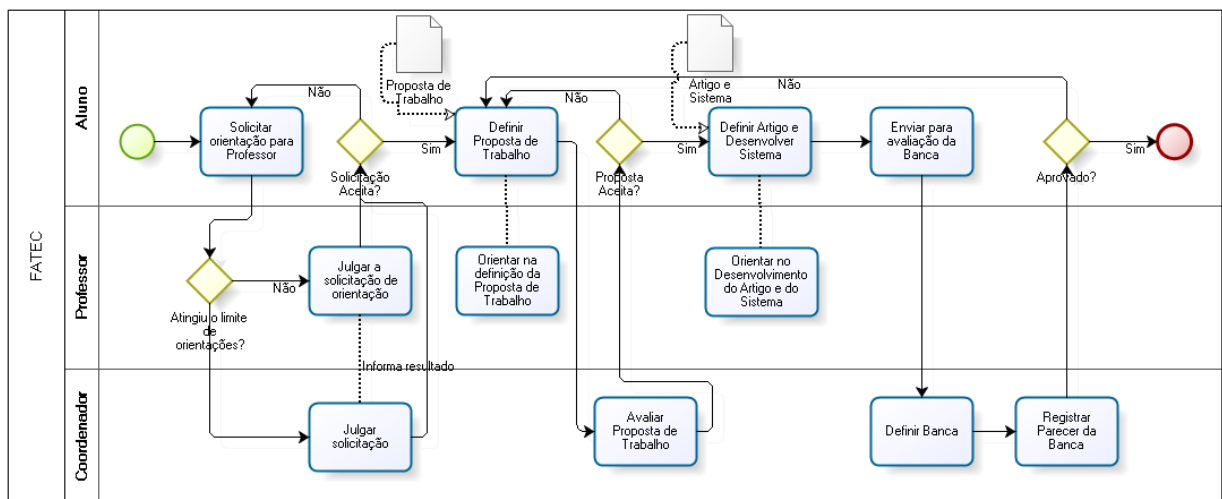 FATEC
Aluno
Proposta de
Trabalho
Artigo e
Sistema
Não
Não
Não
Solicitar
orientação para
Professor
Solicitação
Aceita?
Sim
Definir
Proposta de
Trabalho
Proposta
Aceita?
Sim
Definir Artigo e
Desenvolver
Sistema
Enviar para
avaliação da
Banca
Aprovado?
Sim
Professor
Atingiu o limite
de
orientações?
Não
Julgar a
solicitação de
orientação
Orientar na
definição da
Proposta de
Trabalho
Orientar no
Desenvolvimento
do Artigo e do
Sistema
Informa resultado
Coordenador
Julgar
solicitação
Avaliar
Proposta de
Trabalho
Definir Banca
Registrar
Parecer da
Banca